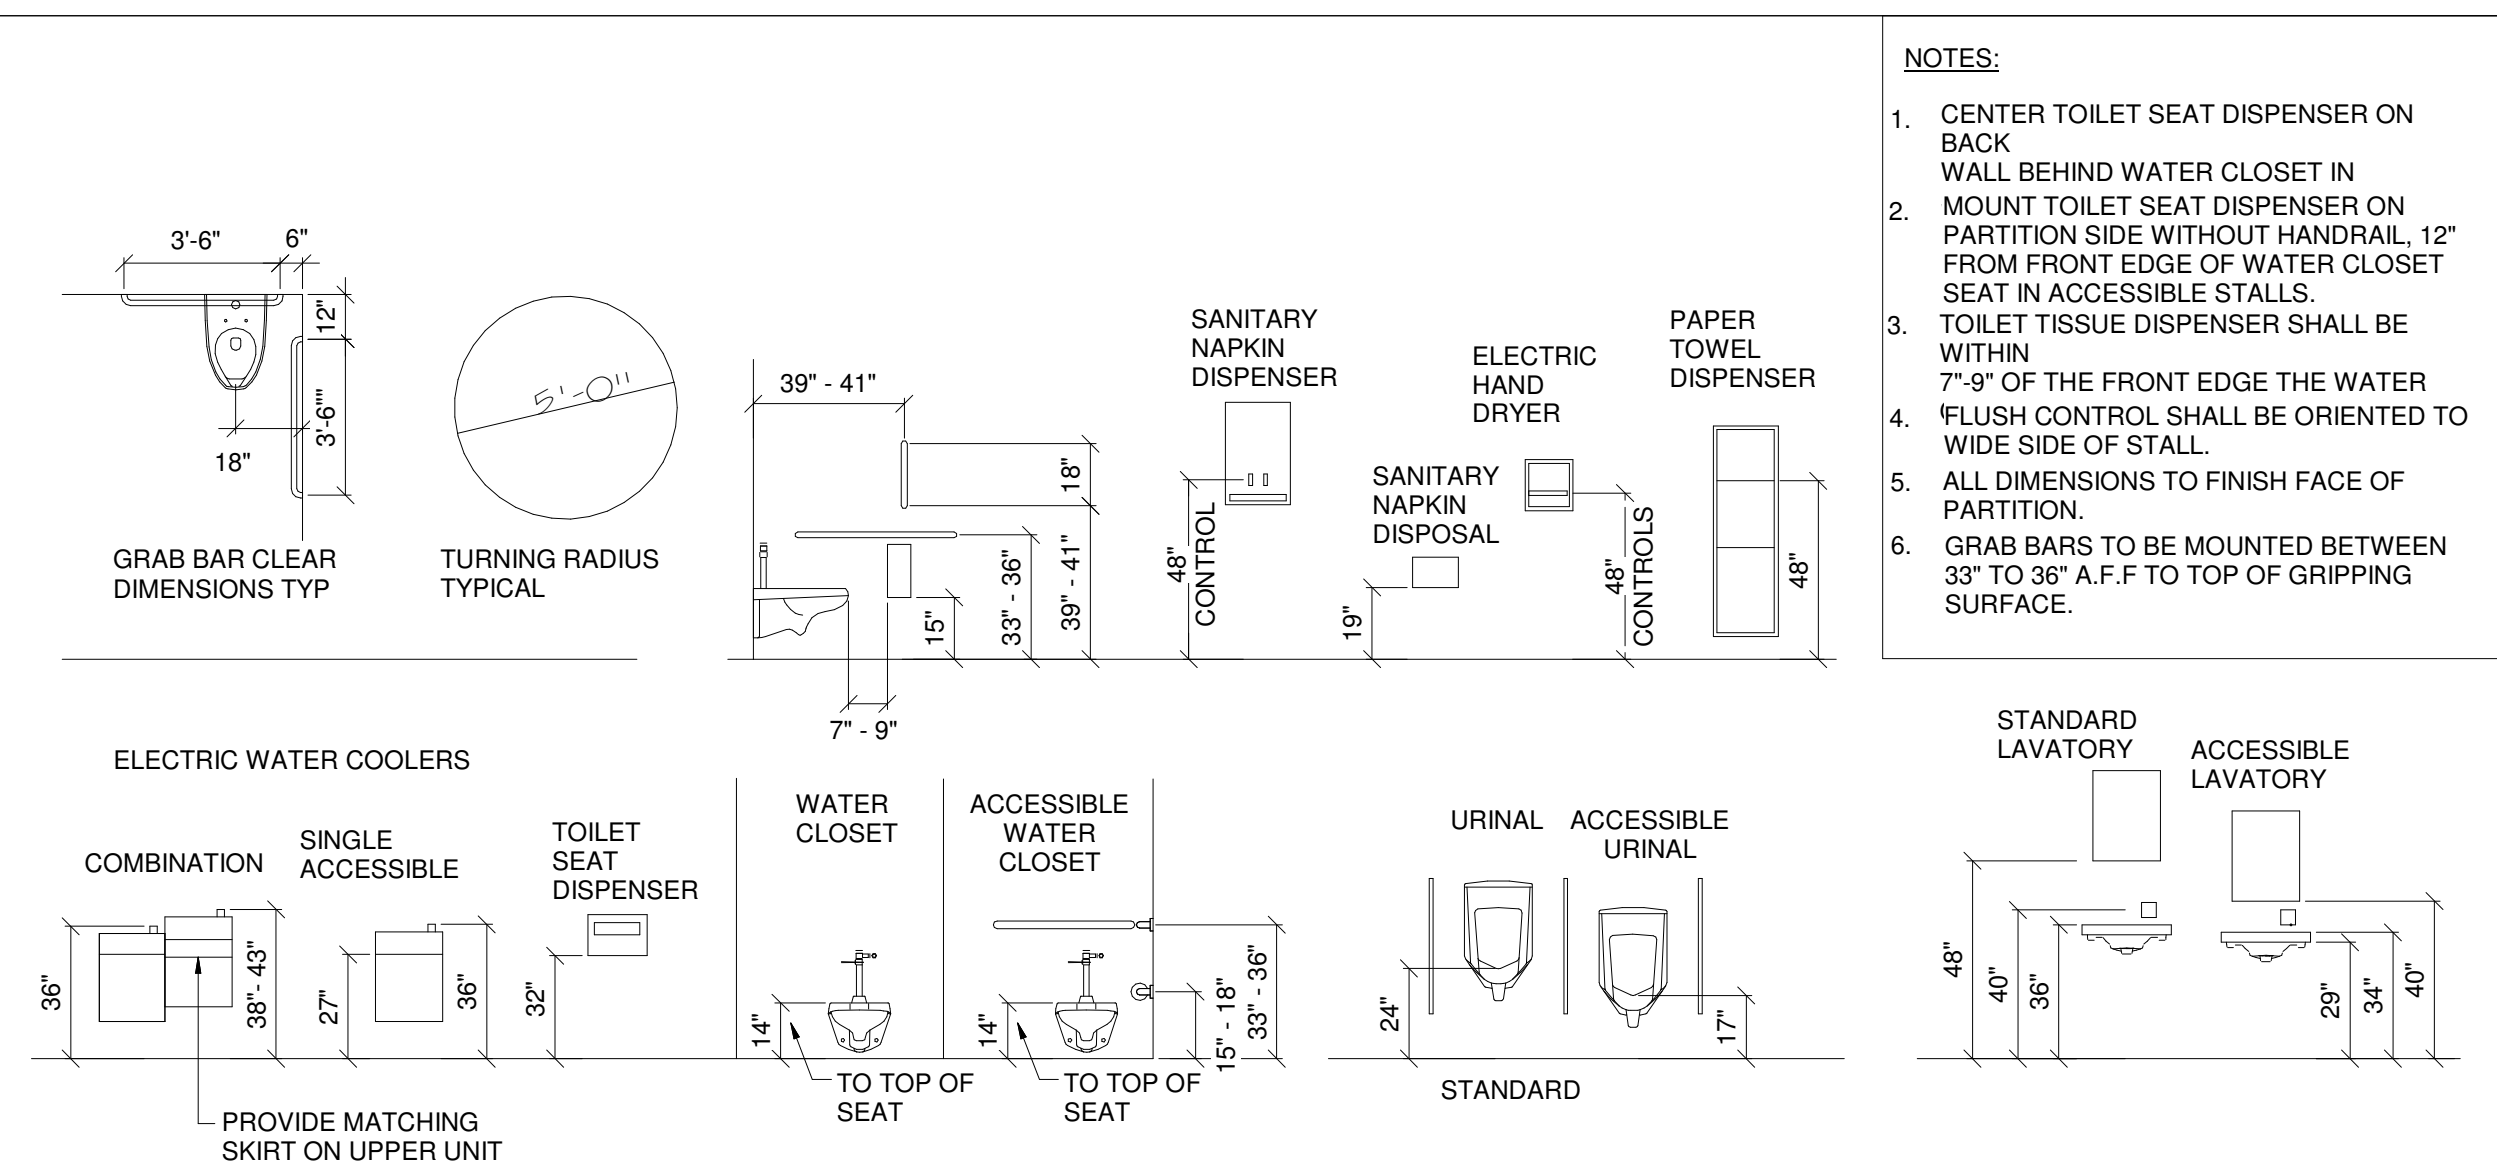 NOTES:
1. CENTER TOILET SEAT DISPENSER ON
BACK
WALL BEHIND WATER CLOSET IN
2. MOUNT TOILET SEAT DISPENSER ON
PARTITION SIDE WITHOUT HANDRAIL, 12"
FROM FRONT EDGE OF WATER CLOSET
SEAT IN ACCESSIBLE STALLS.
3. TOILET TISSUE DISPENSER SHALL BE
WITHIN
7"-9" OF THE FRONT EDGE THE WATER
4. FLUSH CONTROL SHALL BE ORIENTED TO
WIDE SIDE OF STALL.
5. ALL DIMENSIONS TO FINISH FACE OF
PARTITION.
6. GRAB BARS TO BE MOUNTED BETWEEN
33" TO 36" A.F.F TO TOP OF GRIPPING
SURFACE.
3'-6"
6"
12"
3'-6""
18"
GRAB BAR CLEAR
DIMENSIONS TYP
5'-0"
TURNING RADIUS
TYPICAL
39" - 41"
18"
39" - 41"
33" - 36"
15"
7" - 9"
SANITARY
NAPKIN
DISPENSER
48"
CONTROL
SANITARY
NAPKIN
DISPOSAL
19"
ELECTRIC
HAND
DRYER
48"
CONTROLS
PAPER
TOWEL
DISPENSER
48"
ELECTRIC WATER COOLERS
COMBINATION
36"
38"- 43"
PROVIDE MATCHING
SKIRT ON UPPER UNIT
SINGLE
ACCESSIBLE
27"
36"
TOILET
SEAT
DISPENSER
32"
WATER
CLOSET
14"
TO TOP OF
SEAT
ACCESSIBLE
WATER
CLOSET
14"
TO TOP OF
SEAT
15" - 18"
33" - 36"
URINAL
24"
ACCESSIBLE
URINAL
17"
STANDARD
STANDARD
LAVATORY
48"
40"
36"
ACCESSIBLE
LAVATORY
29"
34"
40"